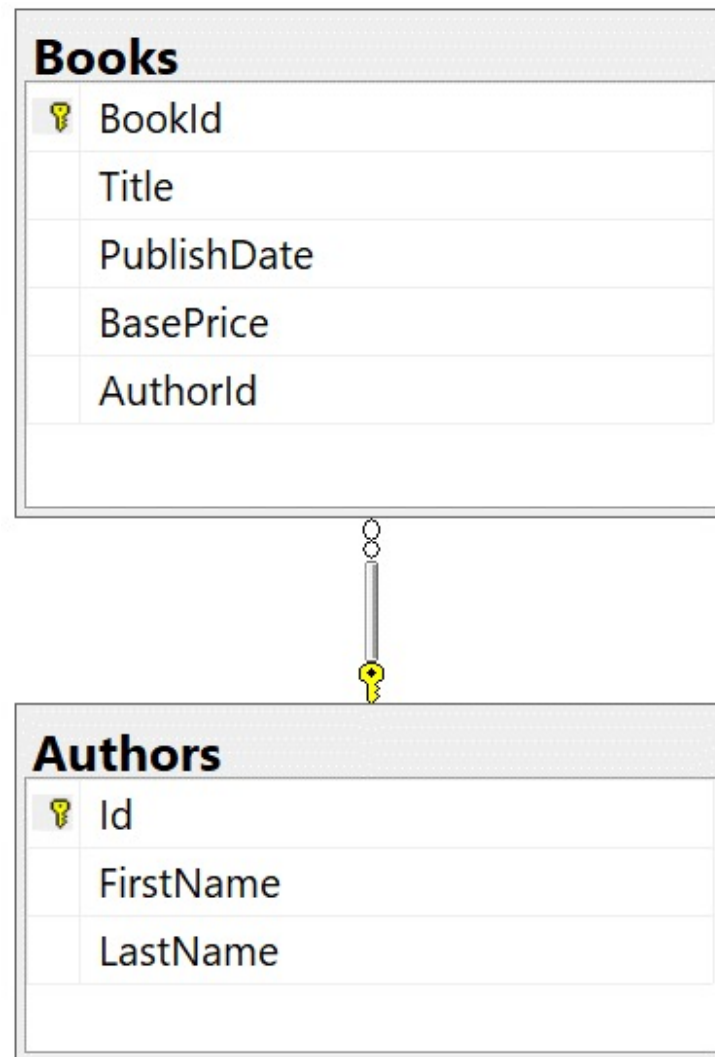 Books
BookId
Title
PublishDate
BasePrice
AuthorId
Authors
Id
FirstName
LastName